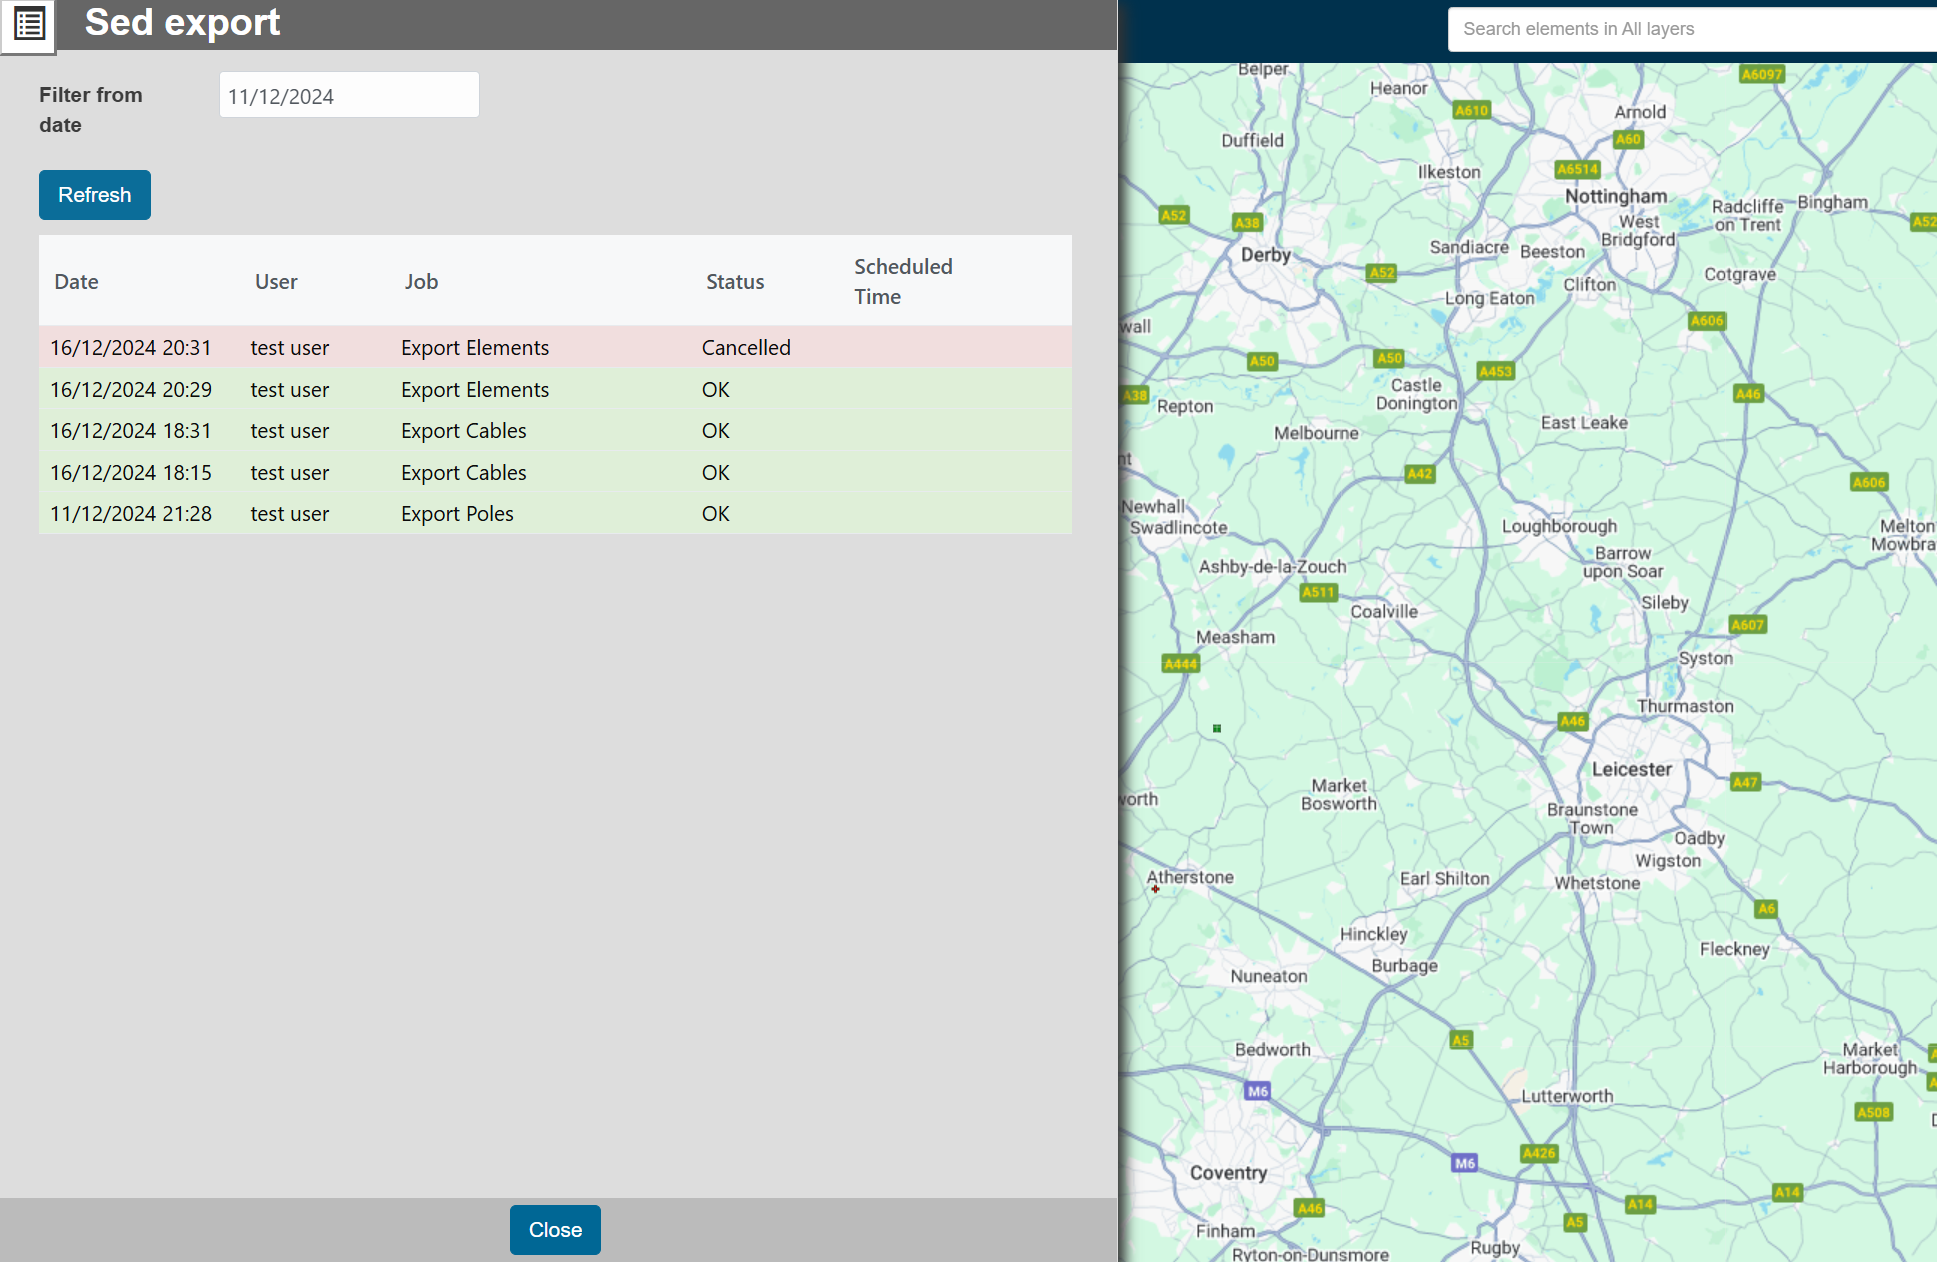 Sed export
Search elements in All layers
Filter from
date
11/12/2024
Refresh
Date User Job Status Scheduled
Time
16/12/2024 20:31 test user Export Elements Cancelled
16/12/2024 20:29 test user Export Elements OK
16/12/2024 18:31 test user Export Cables OK
16/12/2024 18:15 test user Export Cables OK
11/12/2024 21:28 test user Export Poles OK
Close
Belper
A6097
Heanor
A610
Arnold
Duffield
A60
Ilkeston
A6514
Nottingham
Radcliffe
on Trent
Bingham
A52
A38
West
Bridgford
A52
Derby
Sandiacre
Beeston
A52
Cotgrave
Long Eaton
Clifton
wall
A606
A50
A50
A453
Castle
Donington
A38
Repton
A46
Melbourne
East Leake
nt
A42
A606
Newhall
Swadlincote
Loughborough
Melton
Mowbra
Barrow
upon Soar
Ashby-de-la-Zouch
A511
Coalville
Sileby
Measham
A607
A444
Syston
Thurmaston
A46
Leicester
A47
Market
Bosworth
worth
Braunstone
Town
Oadby
Wigston
Atherstone
Earl Shilton
Whetstone
A6
Hinckley
Fleckney
Burbage
Nuneaton
A5
Bedworth
Market
Harborough
M6
Lutterworth
A508
A426
M6
Coventry
A14
A14
A46
A5
Finham
Rugby
Ryton-on-Dunsmore